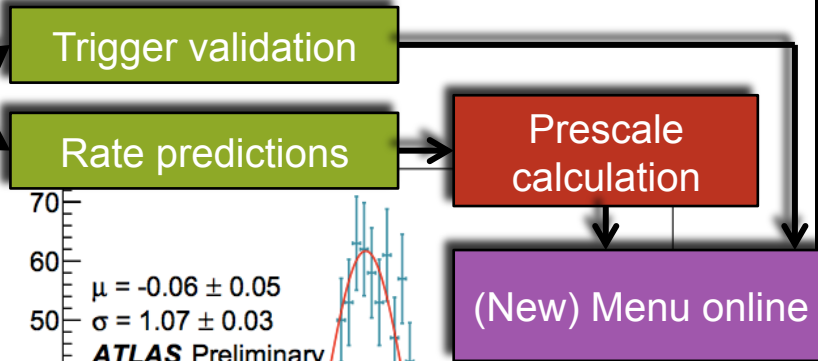 Trigger validation
Rate predictions
Prescale
calculation
(New) Menu online
70
60
50
μ = -0.06 ± 0.05
σ = 1.07 ± 0.03
ATLAS Preliminary